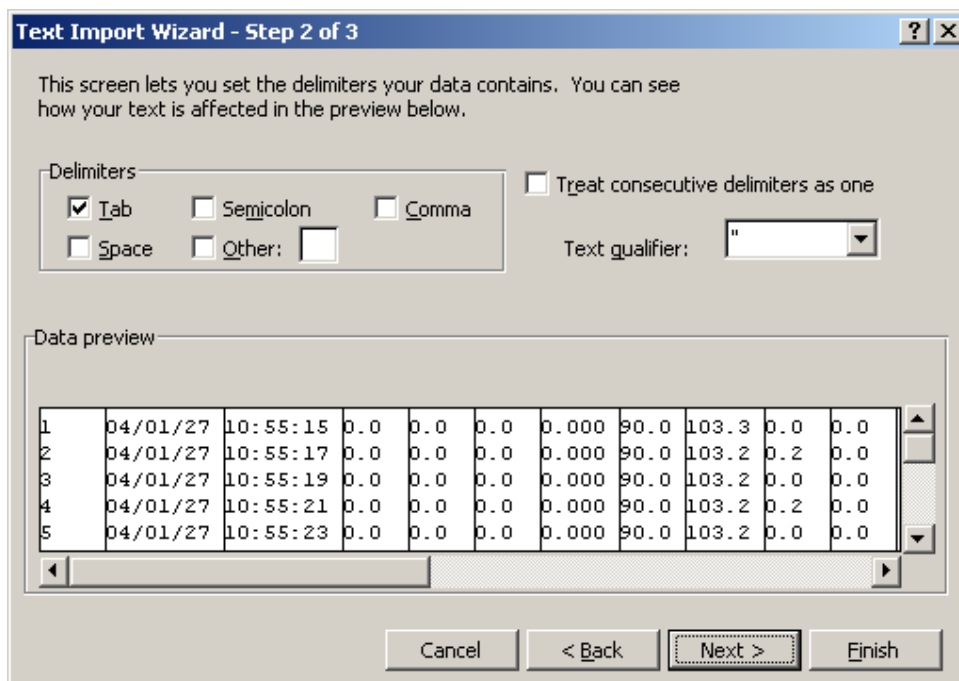 Text Import Wizard - Step 2 of 3
This screen lets you set the delimiters your data contains. You can see
how your text is affected in the preview below.
Delimiters
Tab Semicolon Comma
Space Other:
Treat consecutive delimiters as one
Text qualifier: "
Data preview
1 04/01/27 10:55:15 0.0 0.0 0.0 0.000 90.0 103.3 0.0 0.0
2 04/01/27 10:55:17 0.0 0.0 0.0 0.000 90.0 103.2 0.2 0.0
3 04/01/27 10:55:19 0.0 0.0 0.0 0.000 90.0 103.2 0.0 0.0
4 04/01/27 10:55:21 0.0 0.0 0.0 0.000 90.0 103.2 0.2 0.0
5 04/01/27 10:55:23 0.0 0.0 0.0 0.000 90.0 103.2 0.0 0.0
Cancel < Back Next > Finish